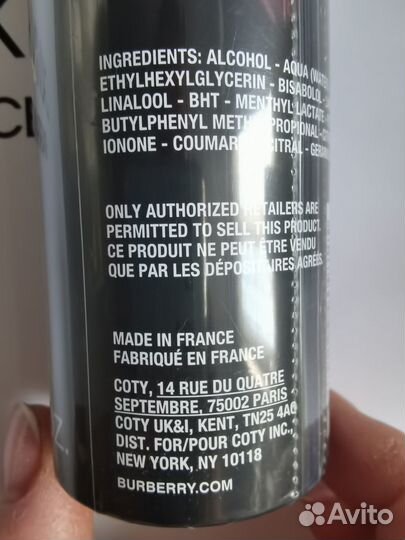 INGREDIENTS: ALCOHOL - AQUA (WATER
ETHYLHEXYLGLYCERIN - BISABOLOL -
LINALOOL - BHT - MENTHYL LACTATE -
BUTYLPHENYL METHYLPROPIONAL -
IONONE - COUMARIN - CITRAL -
ONLY AUTHORIZED RETAILERS ARE
PERMITTED TO SELL THIS PRODUCT.
CE PRODUIT NE PEUT ÊTRE VENDU
QUE PAR LES DÉPOSITAIRES AGRÉÉS.
MADE IN FRANCE
FABRIQUÉ EN FRANCE
COTY, 14 RUE DU QUATRE
SEPTEMBRE, 75002 PARIS
COTY UK&I, KENT, TN25 4AQ
DIST. FOR/POUR COTY INC.,
NEW YORK, NY 10118
BURBERRY.COM
Z.
Avito